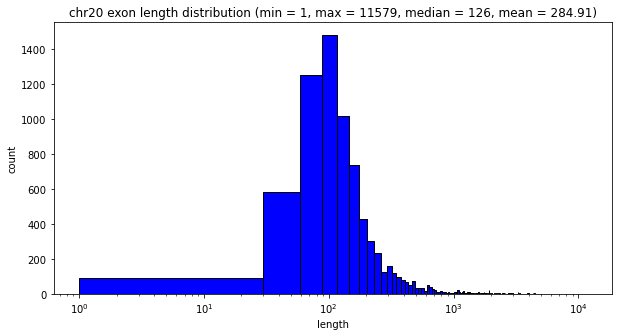 chr20 exon length distribution (min = 1, max = 11579, median = 126, mean = 284.91)
1400
1200
1000
800
600
400
200
0
count
10⁰ 10¹ 10² 10³ 10⁴
length